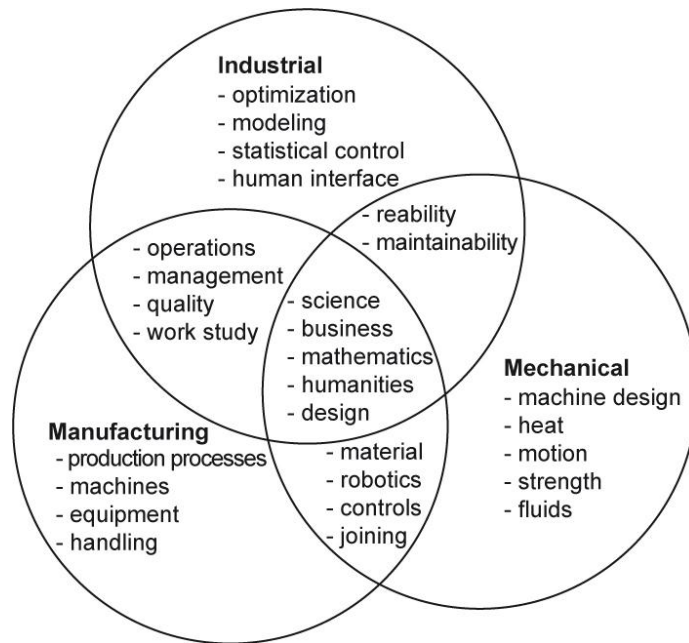 Industrial
- optimization
- modeling
- statistical control
- human interface
- reability
- maintainability
- operations
- management
- quality
- work study
- science
- business
- mathematics
- humanities
- design
Mechanical
- machine design
- heat
- motion
- strength
- fluids
Manufacturing
- production processes
- machines
- equipment
- handling
- material
- robotics
- controls
- joining